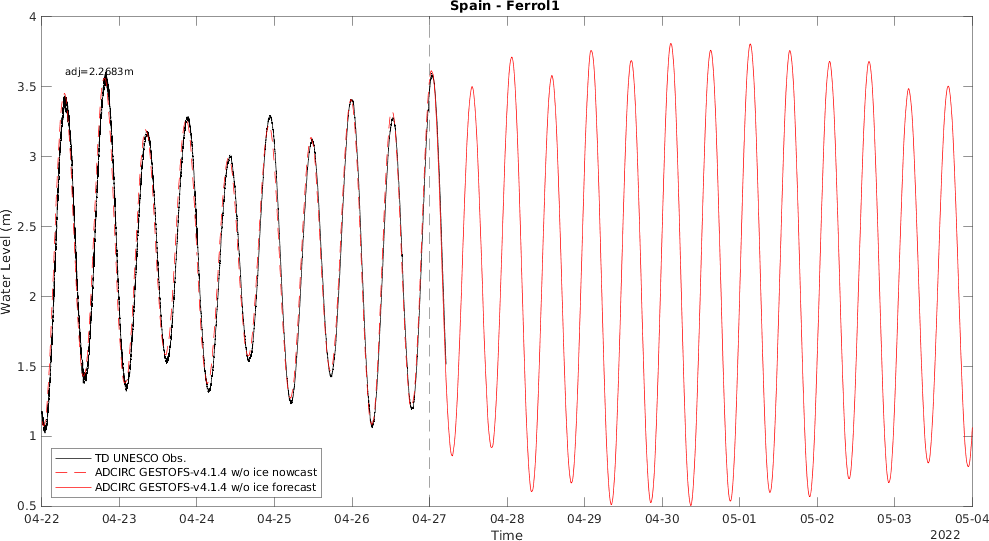 Spain - Ferrol1
4
3.5
3
2.5
2
1.5
1
0.5
Water Level (m)
adj=2.2683m
TD UNESCO Obs.
ADCIRC GESTOFS-v4.1.4 w/o ice nowcast
ADCIRC GESTOFS-v4.1.4 w/o ice forecast
04-22 04-23 04-24 04-25 04-26 04-27 04-28 04-29 04-30 05-01 05-02 05-03 05-04
Time
2022